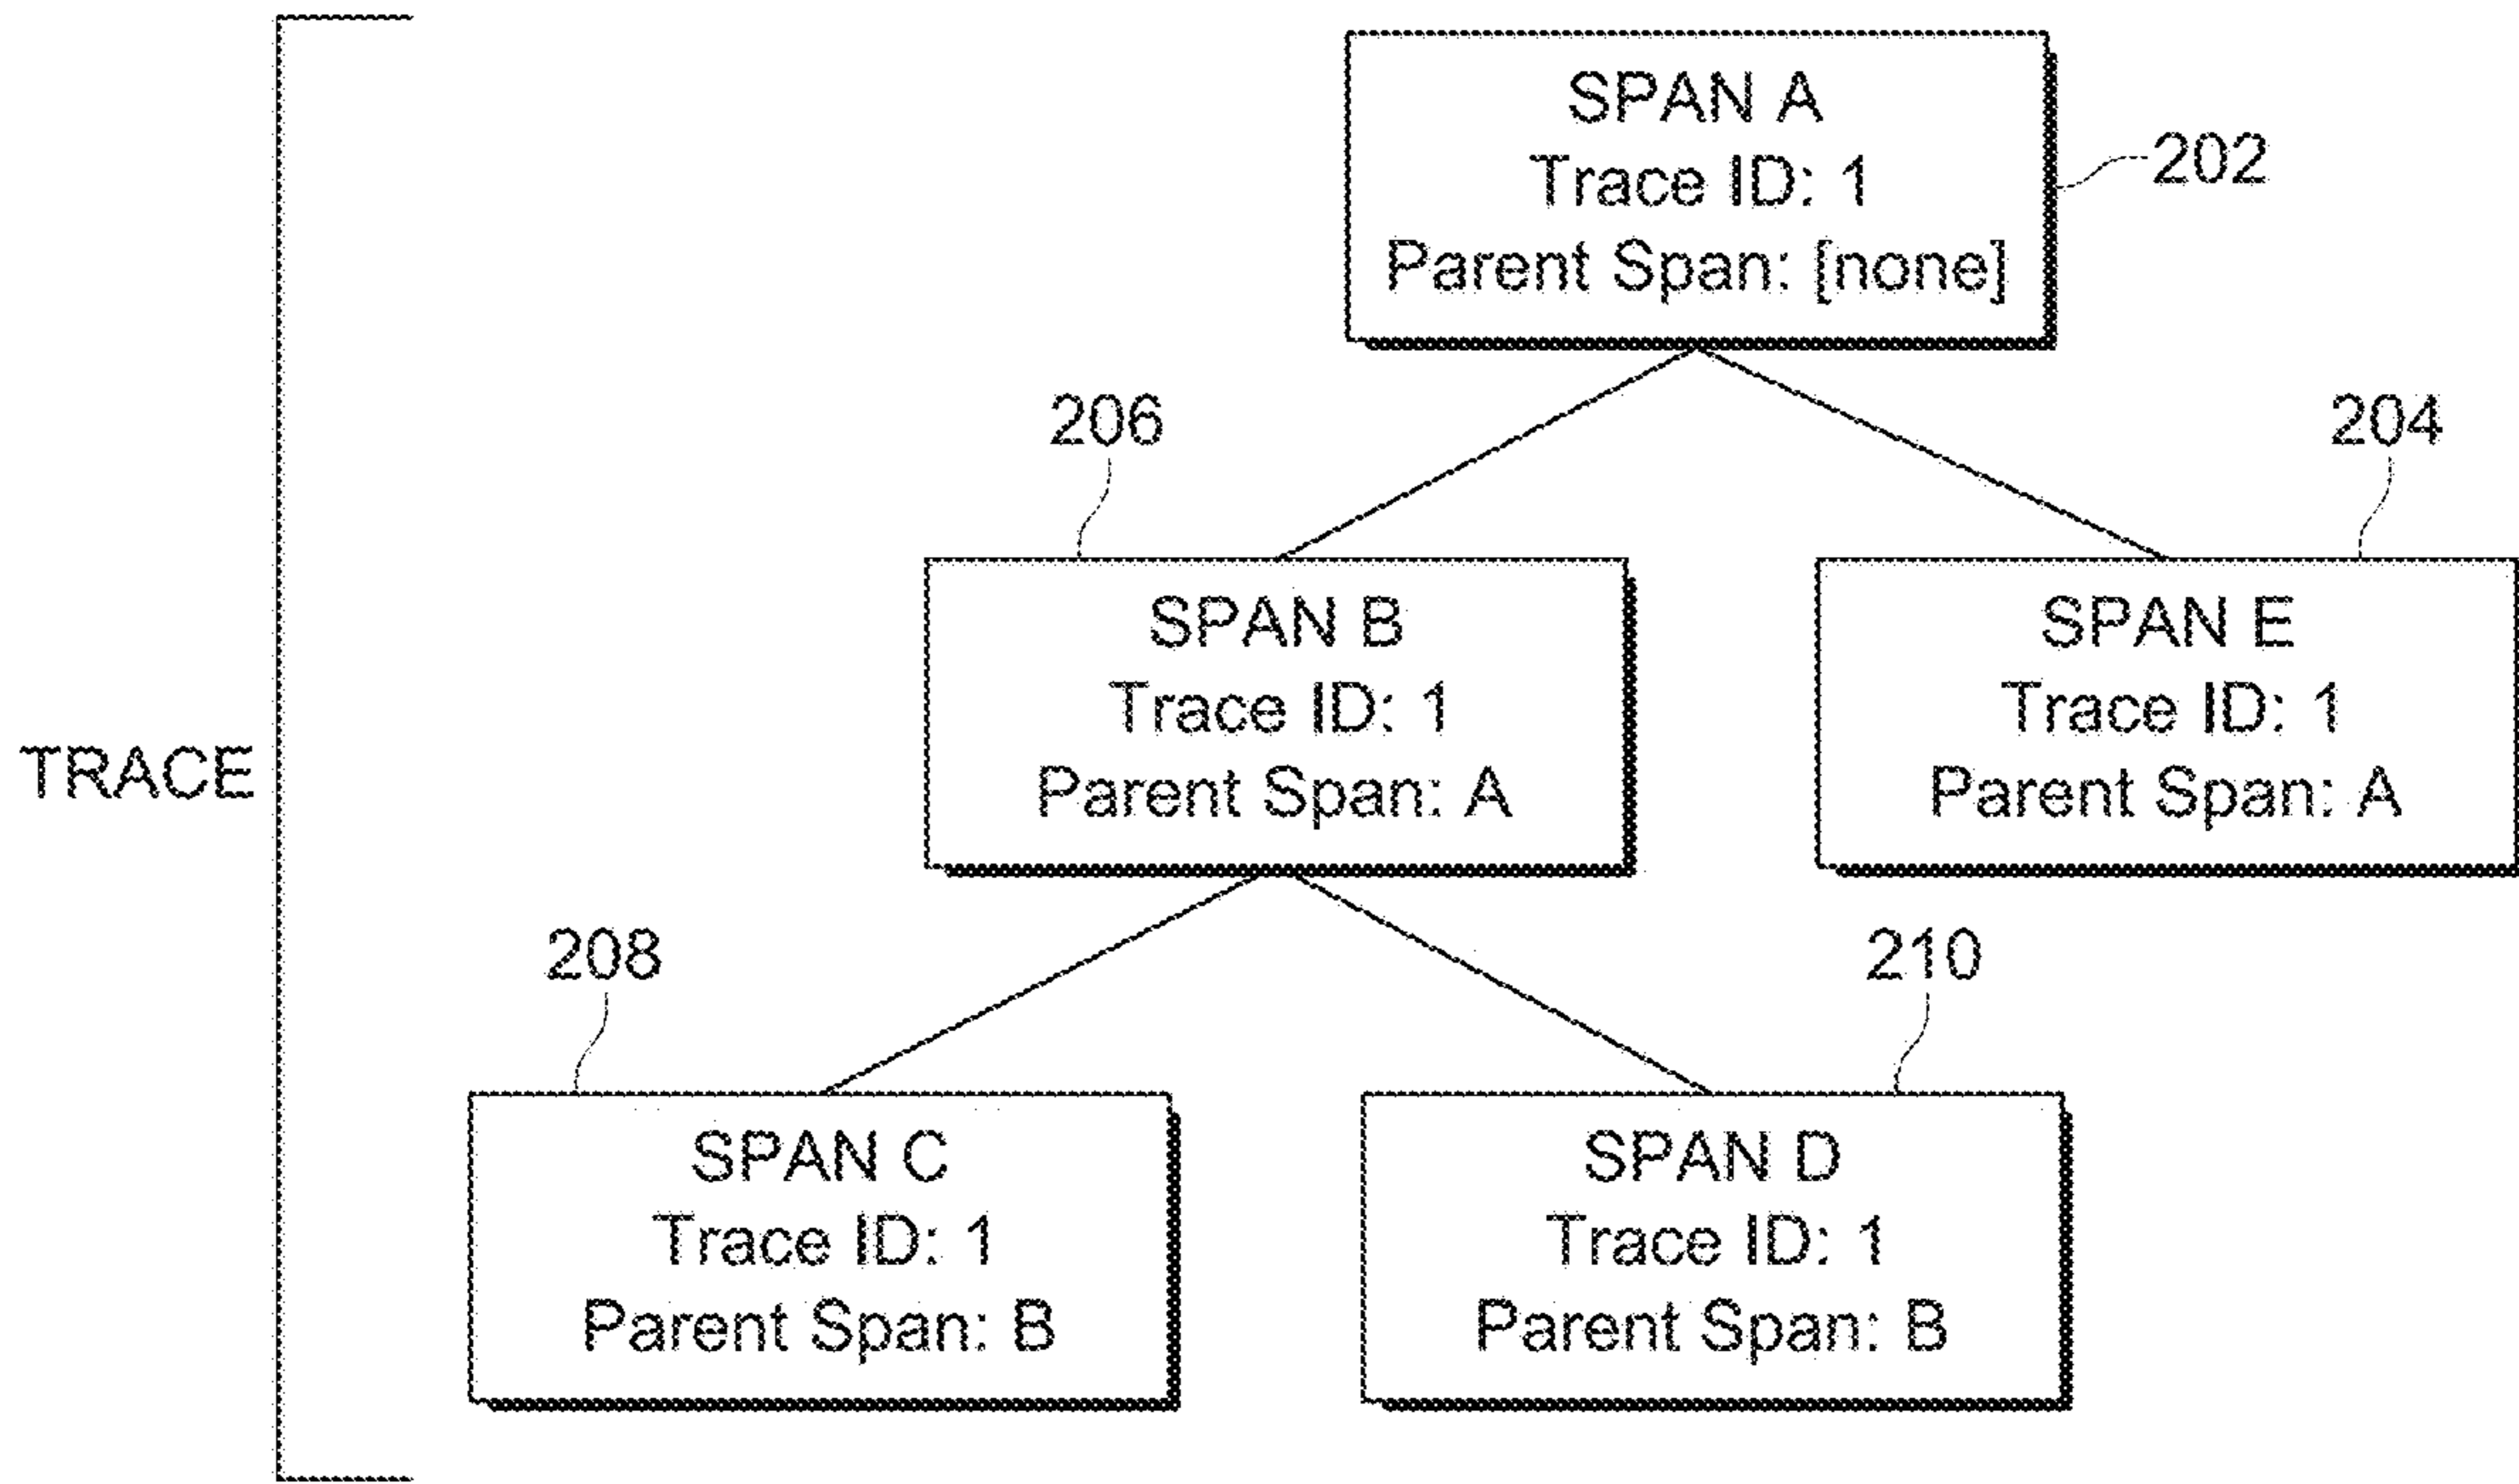 SPAN A
Trace ID: 1
Parent Span: [none]
202
206
204
SPAN B
Trace ID: 1
Parent Span: A
SPAN E
Trace ID: 1
Parent Span: A
TRACE
208
210
SPAN C
Trace ID: 1
Parent Span: B
SPAN D
Trace ID: 1
Parent Span: B